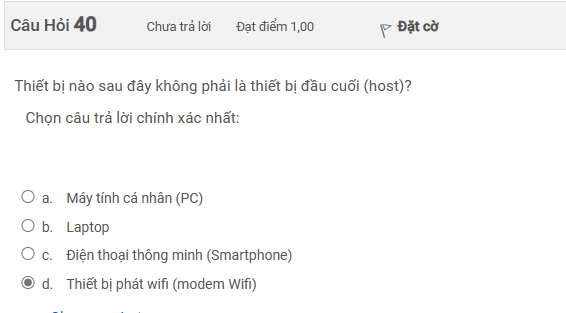 Câu Hỏi 40 Chưa trả lời Đạt điểm 1,00 Đặt cờ
Thiết bị nào sau đây không phải là thiết bị đầu cuối (host)?
Chọn câu trả lời chính xác nhất:
a. Máy tính cá nhân (PC)
b. Laptop
c. Điện thoại thông minh (Smartphone)
d. Thiết bị phát wifi (modem Wifi)